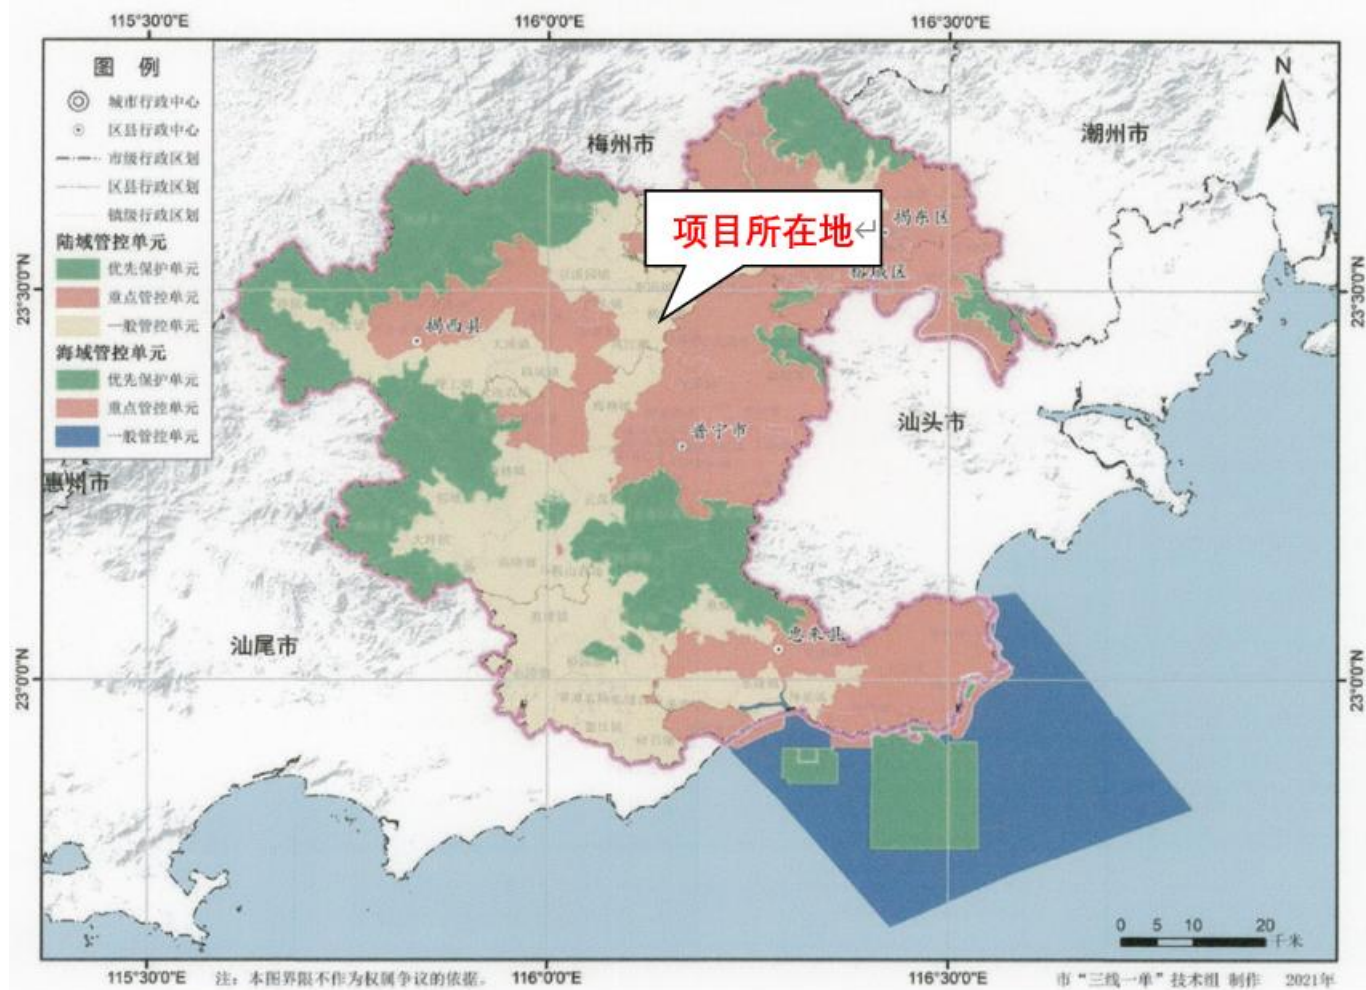 115°30'0"E
116°0'0"E
116°30'0"E
图 例
城市行政中心
区县行政中心
市级行政区划
区县行政区划
镇级行政区划
陆域管控单元
优先保护单元
重点管控单元
一般管控单元
海域管控单元
优先保护单元
重点管控单元
一般管控单元
N
梅州市
潮州市
项目所在地
揭东区
榕城区
23°30'0"N
23°30'0"N
揭西县
普宁市
汕头市
惠州市
汕尾市
惠来县
23°0'0"N
23°0'0"N
0 5 10 20
千米
115°30'0"E
116°0'0"E
116°30'0"E
注：本图界限不作为权属争议的依据。
市“三线一单”技术组 制作 2021年